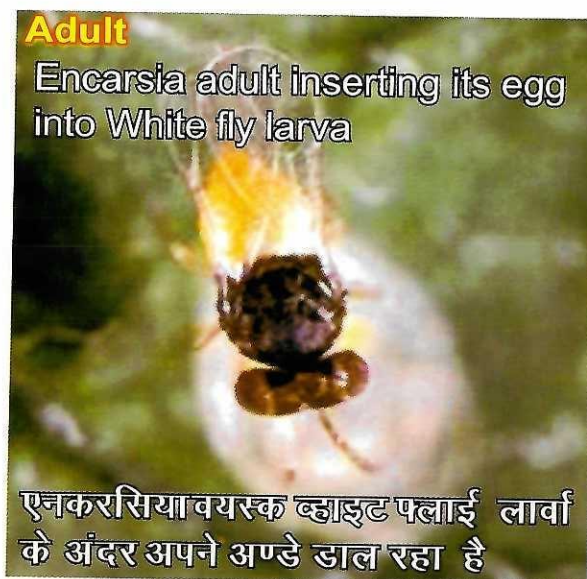 Adult
Encarsia adult inserting its egg
into White fly larva
एनकरसिया वयस्क व्हाइट फ्लाई लार्वा
के अंदर अपने अण्डे डाल रहा है